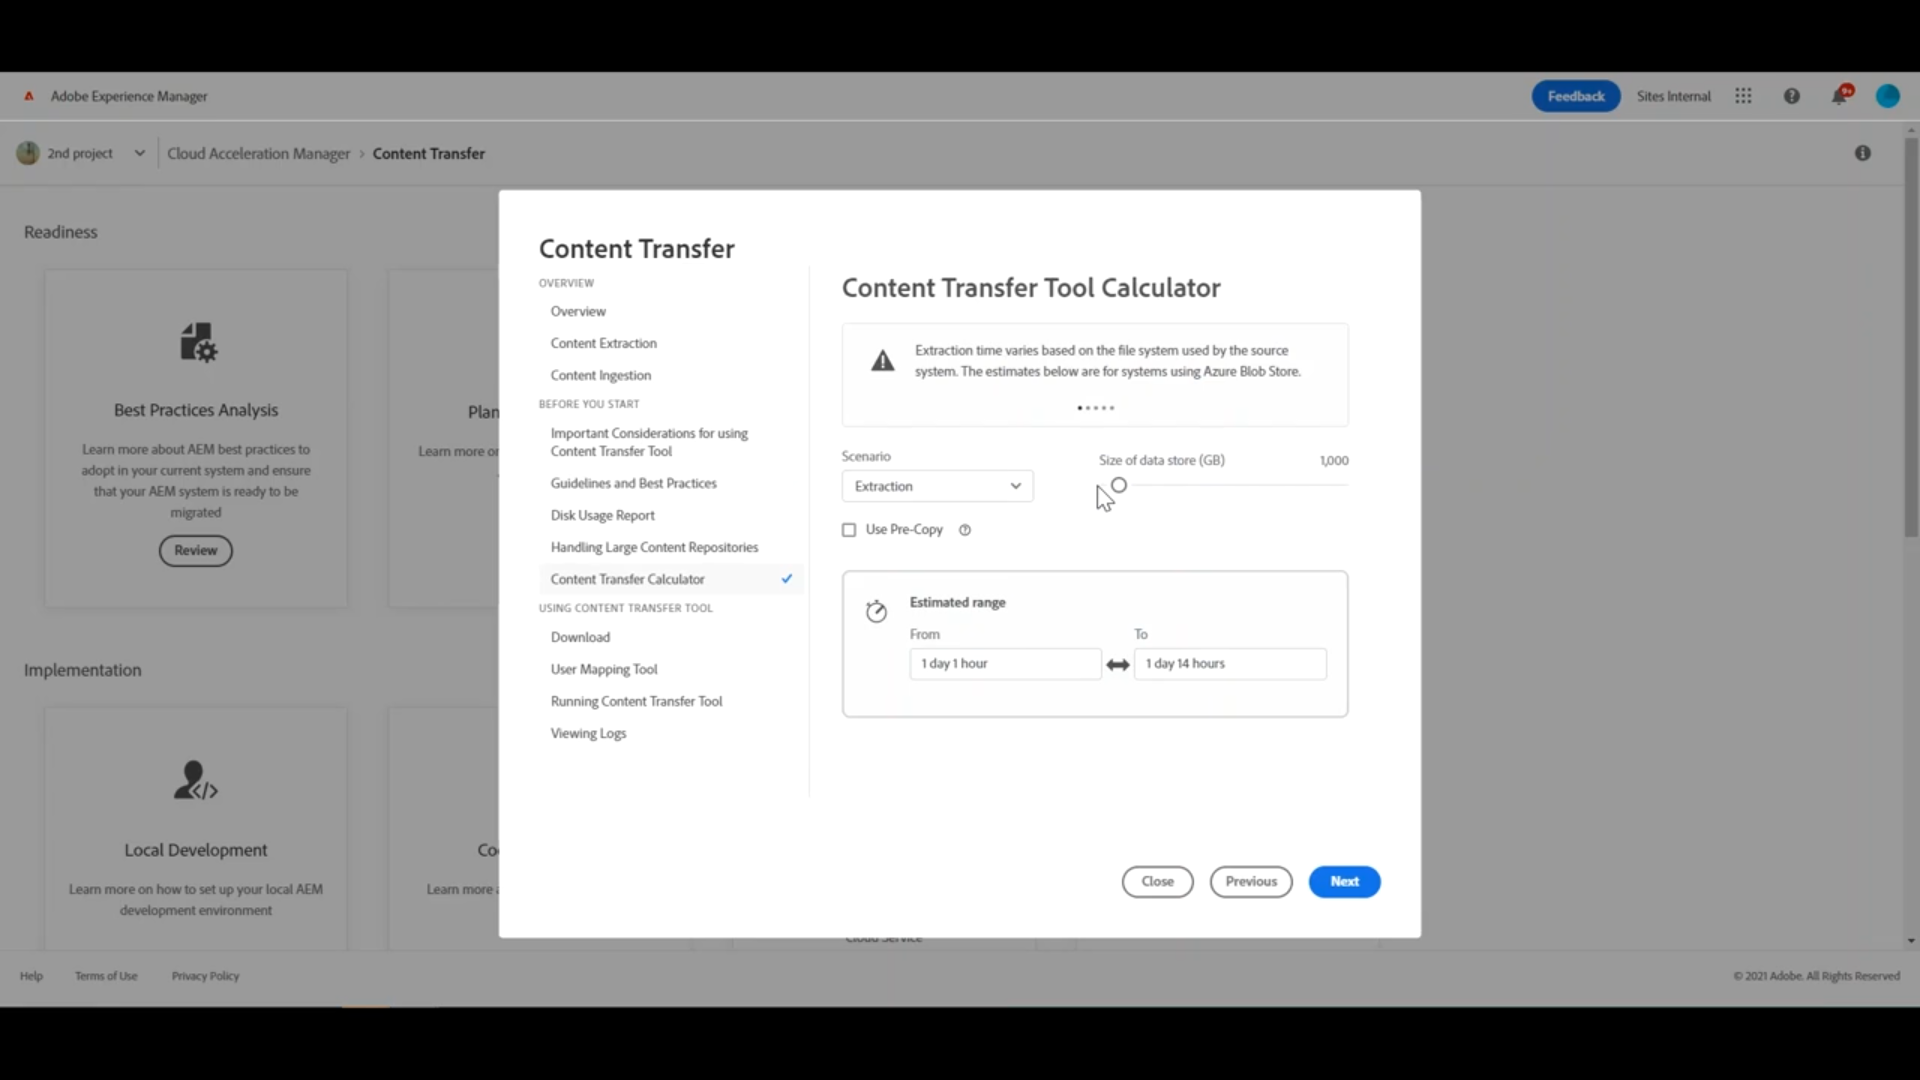 Adobe Experience Manager
Feedback
Sites Internal
9+
2nd project
Cloud Acceleration Manager › Content Transfer
Readiness
Best Practices Analysis
Learn more about AEM best practices to
adopt in your current system and ensure
that your AEM system is ready to be
migrated
Review
Plan
Learn more or
Implementation
Local Development
Learn more on how to set up your local AEM
development environment
Co
Learn more a
Content Transfer
OVERVIEW
Overview
Content Extraction
Content Ingestion
BEFORE YOU START
Important Considerations for using
Content Transfer Tool
Guidelines and Best Practices
Disk Usage Report
Handling Large Content Repositories
Content Transfer Calculator
USING CONTENT TRANSFER TOOL
Download
User Mapping Tool
Running Content Transfer Tool
Viewing Logs
Content Transfer Tool Calculator
Extraction time varies based on the file system used by the source
system. The estimates below are for systems using Azure Blob Store.
Scenario
Extraction
Size of data store (GB) 1,000
Use Pre-Copy
Estimated range
From
1 day 1 hour
To
1 day 14 hours
Close
Previous
Next
Cloud Service
Help
Terms of Use
Privacy Policy
© 2021 Adobe. All Rights Reserved